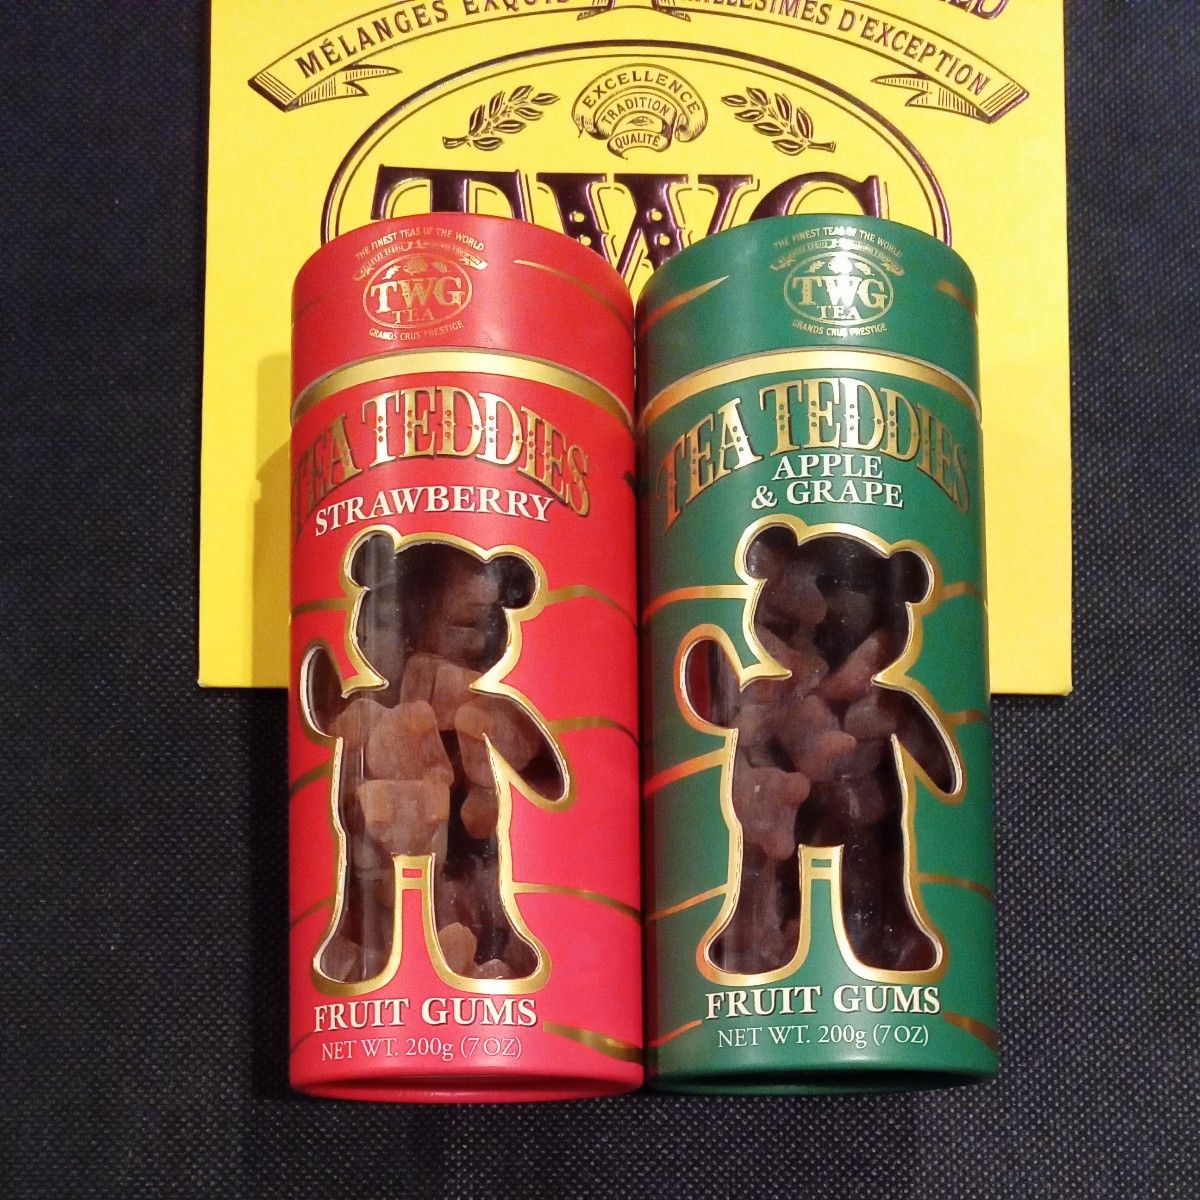 MÉLANGES
MILLÉSIMES D'EXCEPTION
EXCELLENCE
TRADITION
QUALITÉ
TWG
THE FINEST TEAS OF THE WORLD
TWG
TEA
GRANDS CRUS PRESTIGE
TEA TEDDIES
STRAWBERRY
FRUIT GUMS
NET WT. 200g (7 OZ)
THE FINEST TEAS OF THE WORLD
TWG
TEA
GRANDS CRUS PRESTIGE
TEA TEDDIES
APPLE
& GRAPE
FRUIT GUMS
NET WT. 200g (7 OZ)